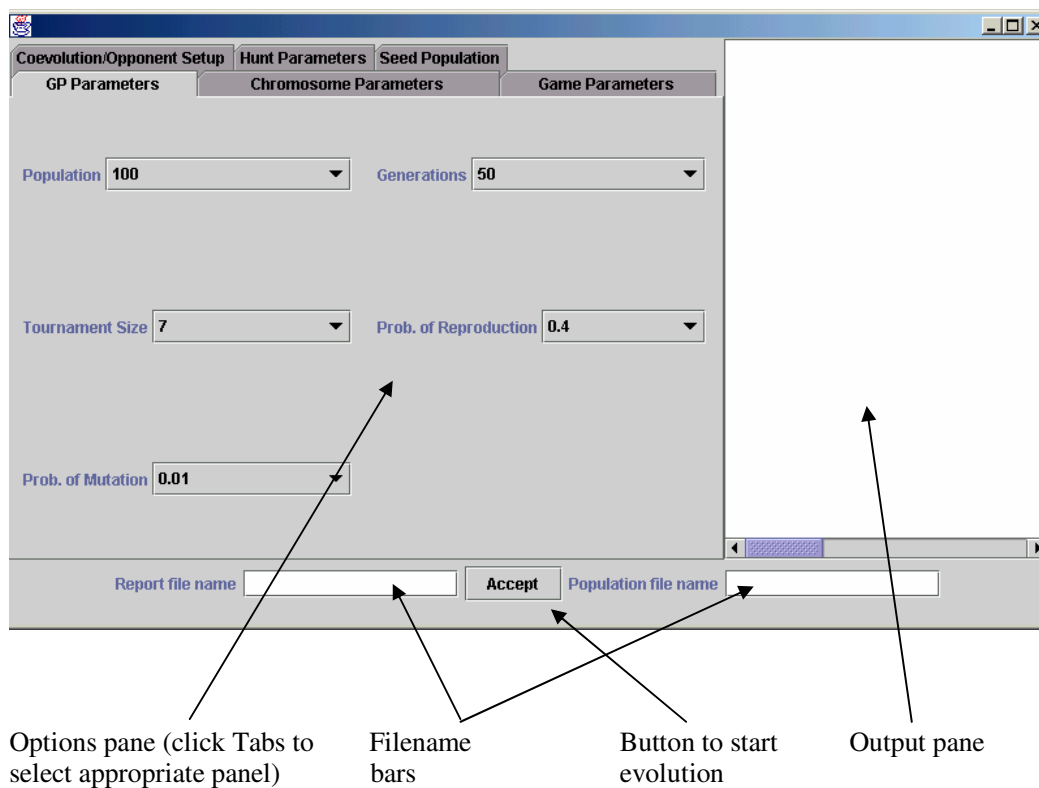 Coevolution/Opponent Setup Hunt Parameters Seed Population
GP Parameters Chromosome Parameters Game Parameters
Population 100 Generations 50
Tournament Size 7 Prob. of Reproduction 0.4
Prob. of Mutation 0.01
Report file name Accept Population file name
Options pane (click Tabs to
select appropriate panel)
Filename
bars
Button to start
evolution
Output pane